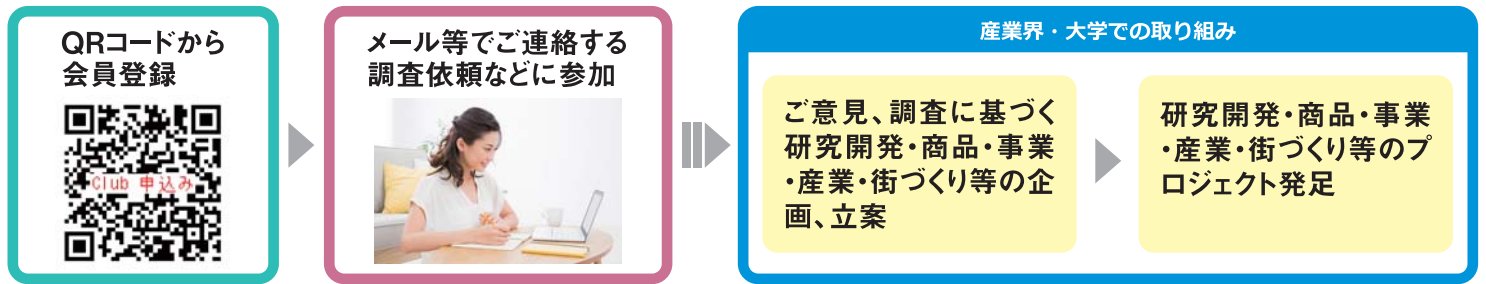 QRコードから
会員登録
Club 申込み
メール等でご連絡する
調査依頼などに参加
産業界・大学での取り組み
ご意見、調査に基づく
研究開発・商品・事業
・産業・街づくり等の企
画、立案
研究開発・商品・事業
・産業・街づくり等のプ
ロジェクト発足